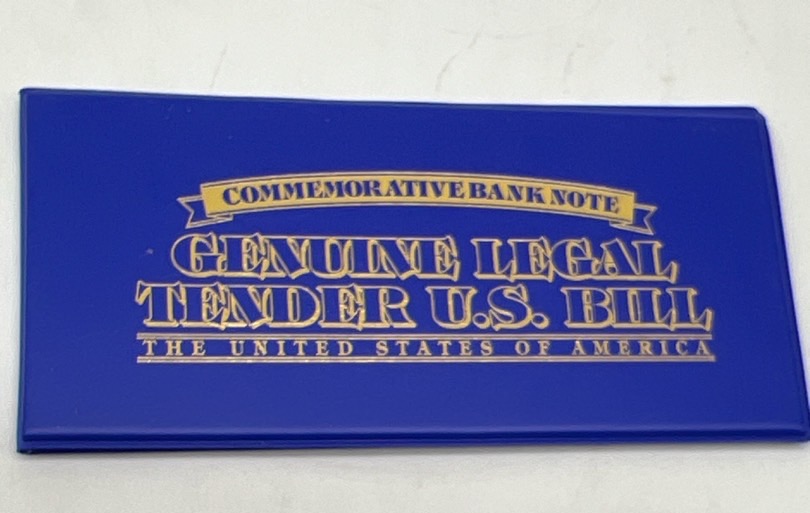 COMMEMORATIVE BANK NOTE
GENUINE LEGAL
TENDER U.S. BILL
THE UNITED STATES OF AMERICA